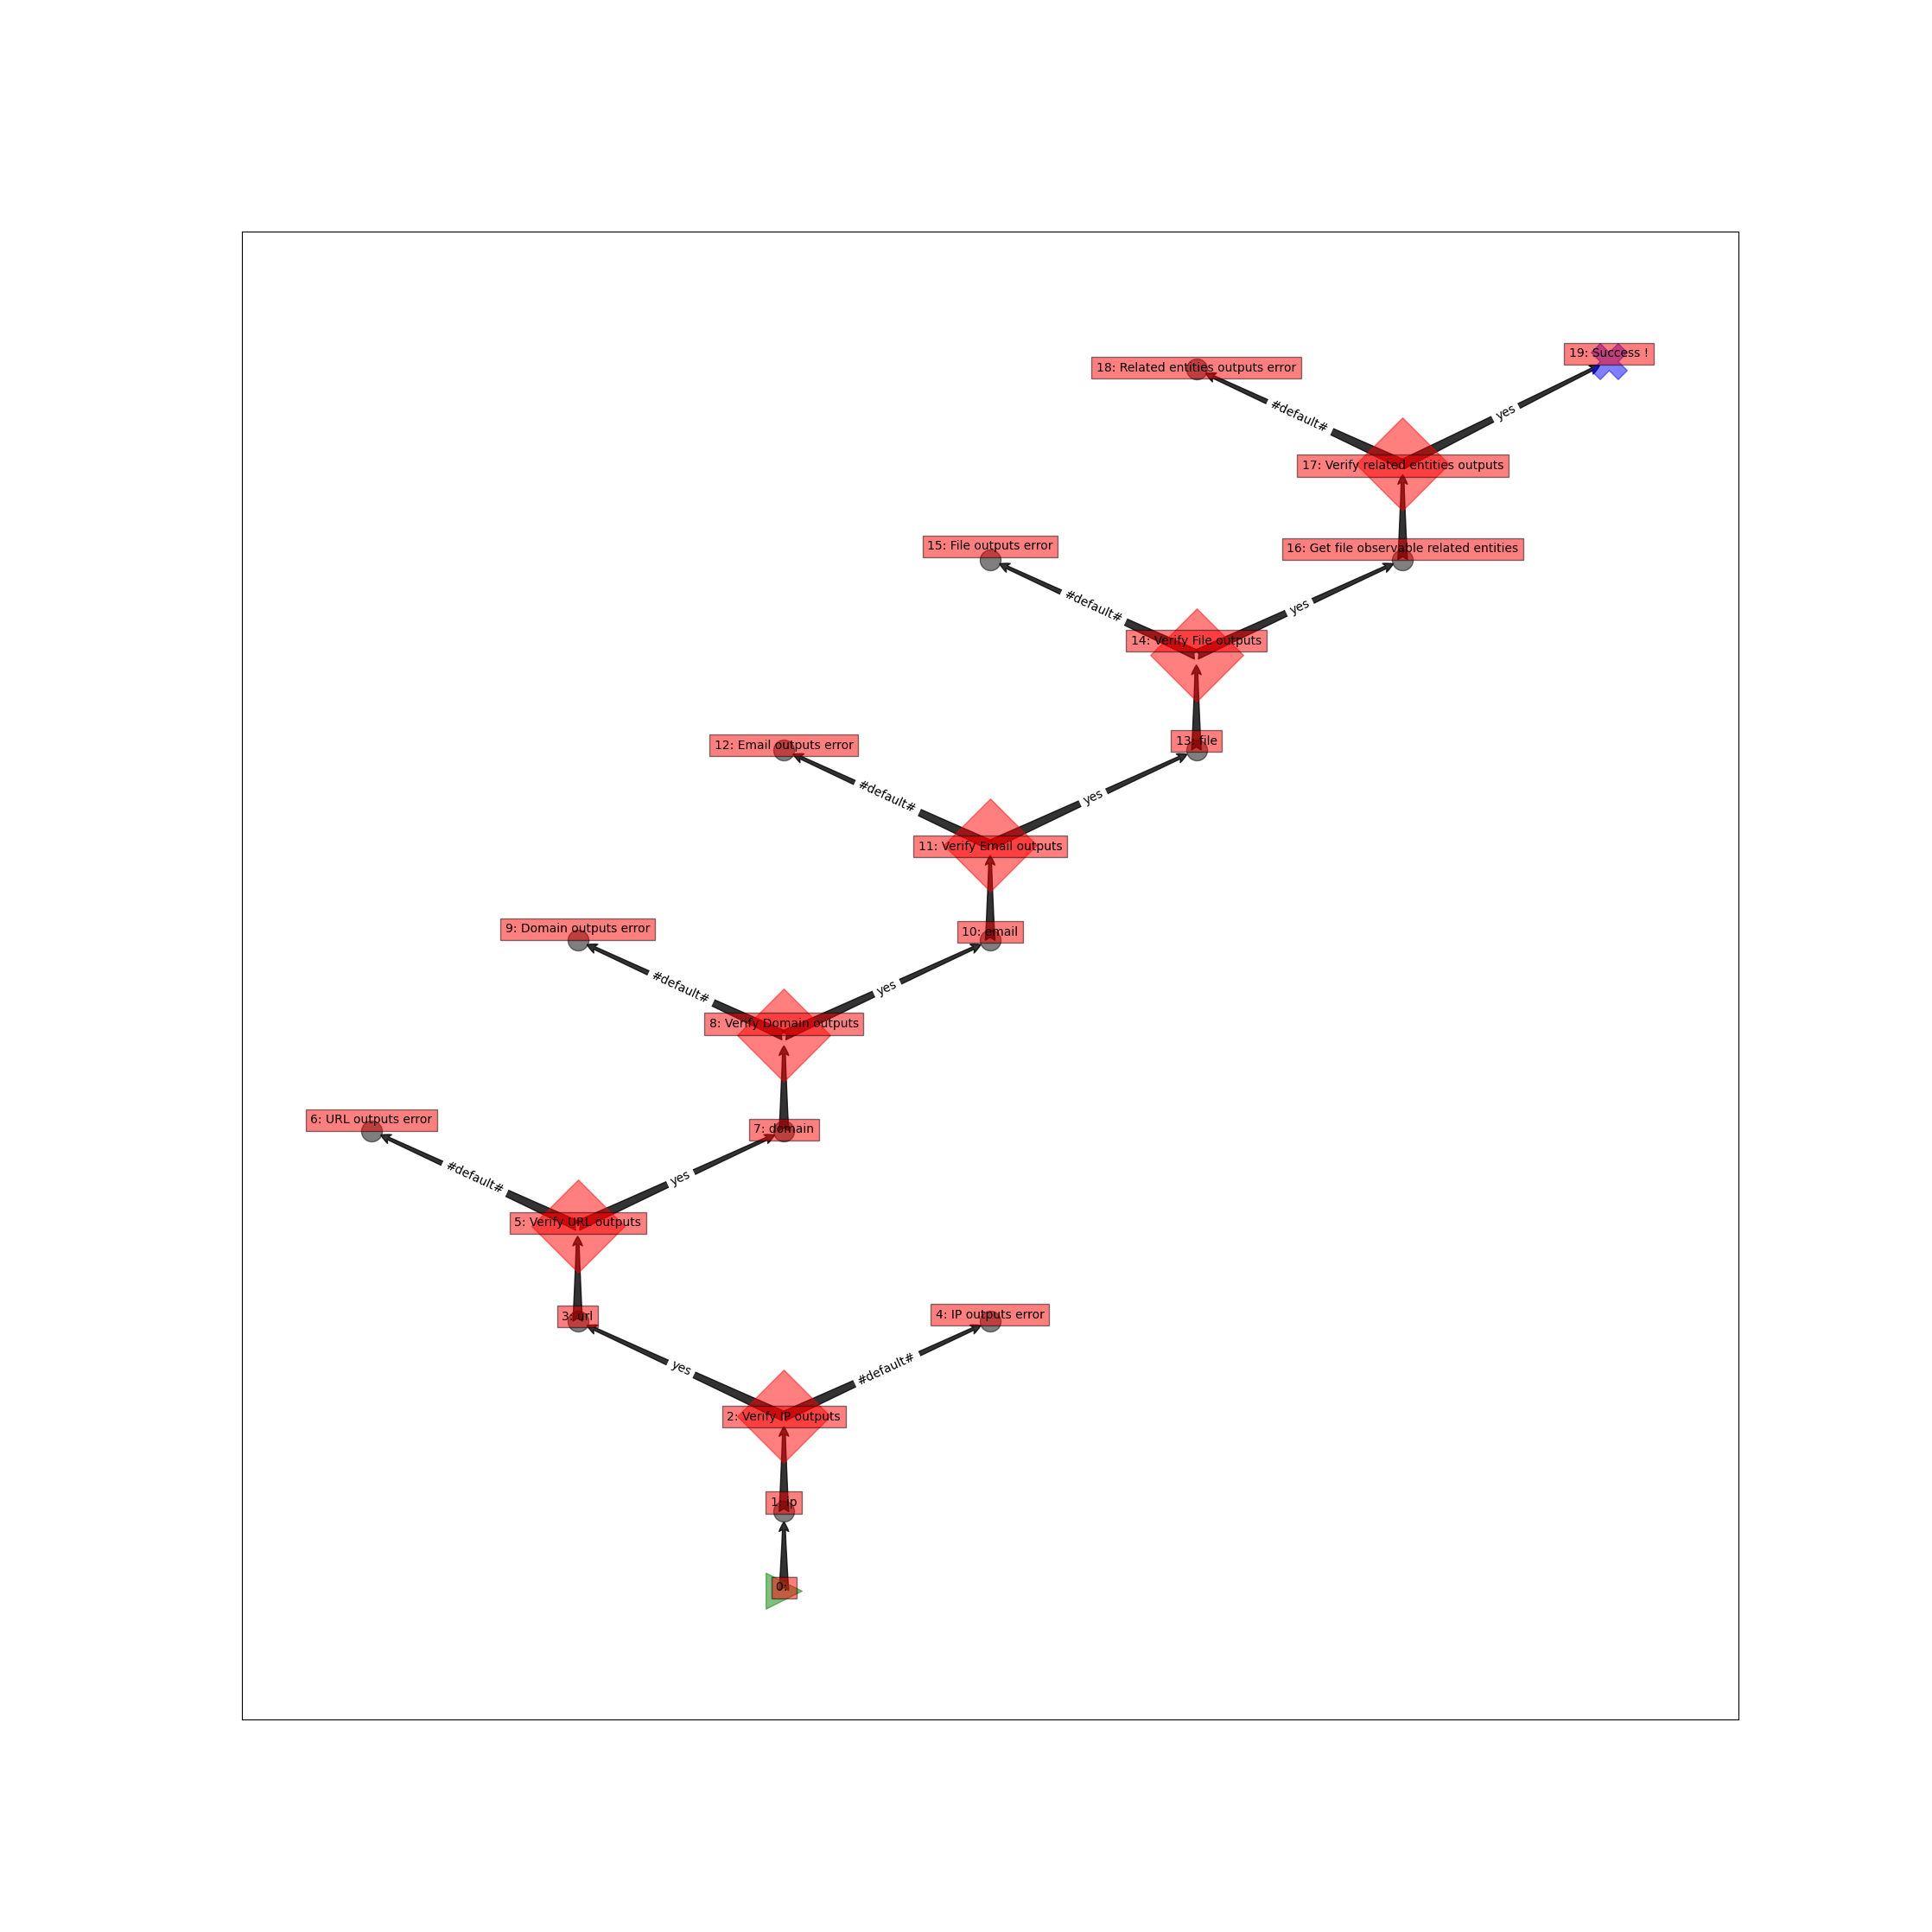 19: Success !
18: Related entities outputs error
#default#
yes
17: Verify related entities outputs
15: File outputs error
16: Get file observable related entities
#default#
yes
14: Verify File outputs
12: Email outputs error
13: file
#default#
yes
11: Verify Email outputs
9: Domain outputs error
10: email
#default#
yes
8: Verify Domain outputs
6: URL outputs error
7: domain
#default#
yes
5: Verify URL outputs
3: url
4: IP outputs error
yes
#default#
2: Verify IP outputs
1: ip
0: